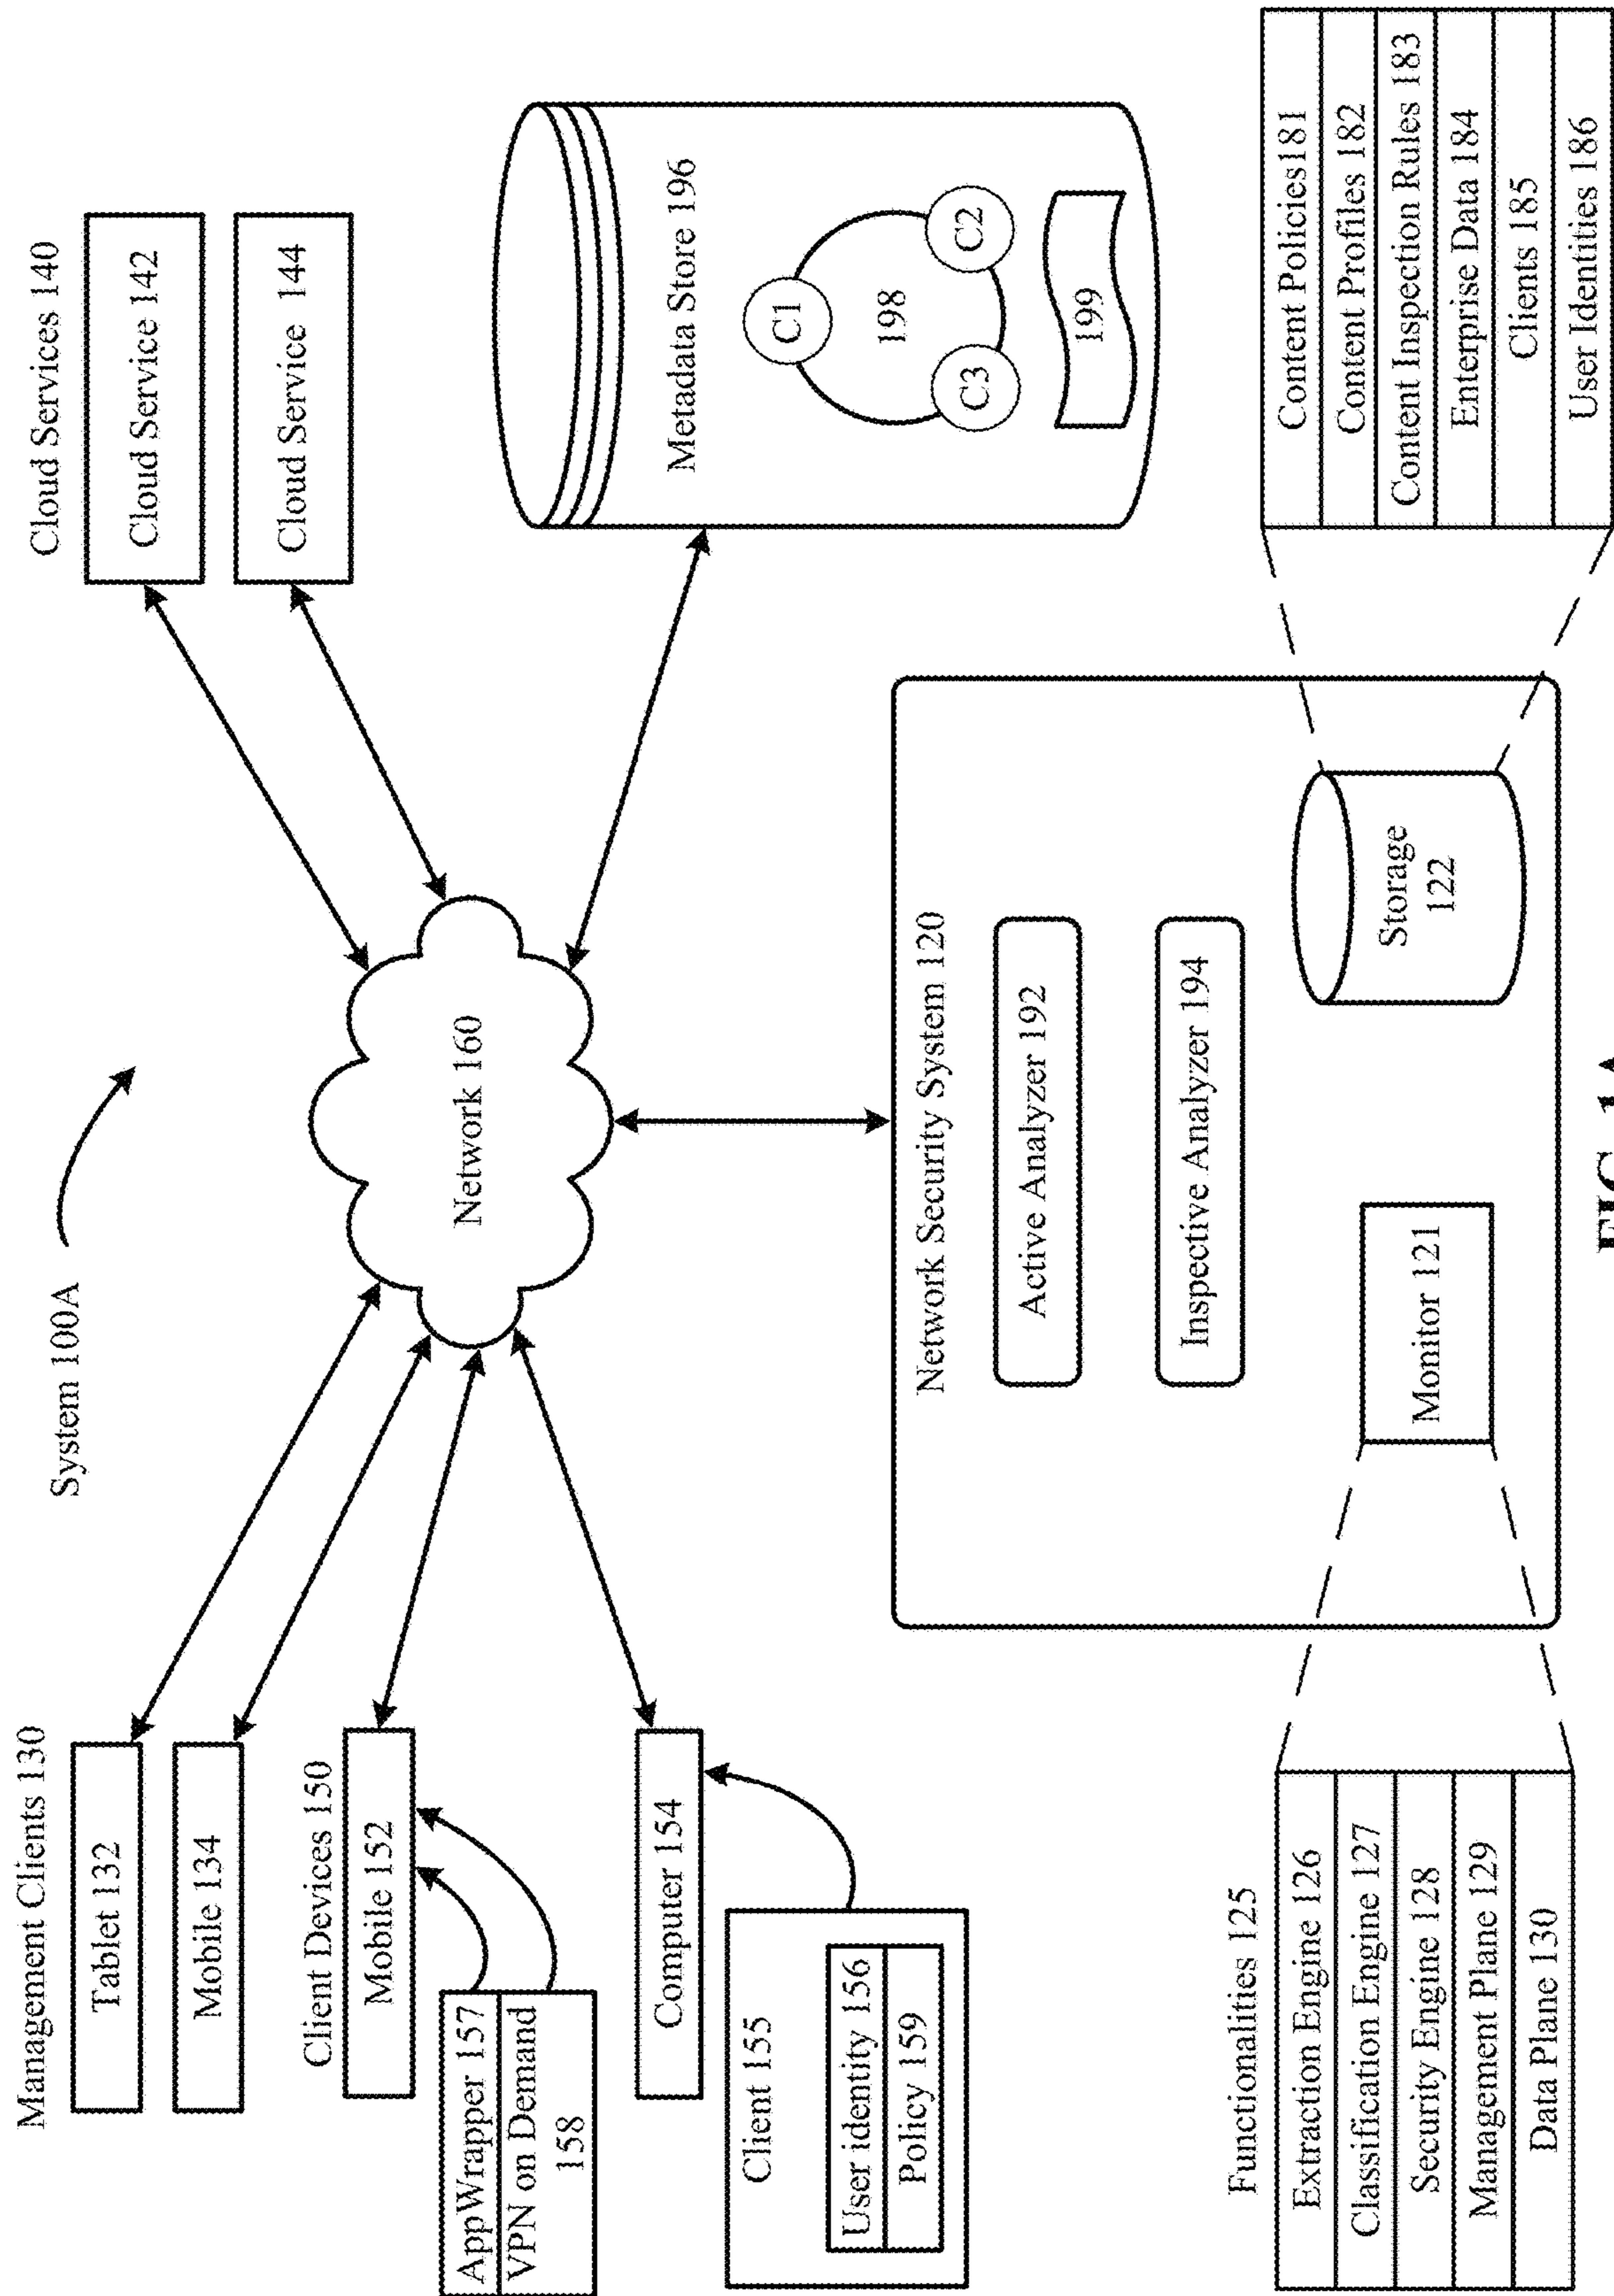 System 100A
Management Clients 130
Tablet 132
Mobile 134
Client Devices 150
Mobile 152
AppWrapper 157
VPN on Demand
158
Computer 154
Client 155
User identity 156
Policy 159
Network 160
Cloud Services 140
Cloud Service 142
Cloud Service 144
Metadata Store 196
C1
198
C3
C2
199
Network Security System 120
Active Analyzer 192
Inspective Analyzer 194
Monitor 121
Storage
122
Functionalities 125
Extraction Engine 126
Classification Engine 127
Security Engine 128
Management Plane 129
Data Plane 130
Content Policies181
Content Profiles 182
Content Inspection Rules 183
Enterprise Data 184
Clients 185
User Identities 186
FIG. 1A